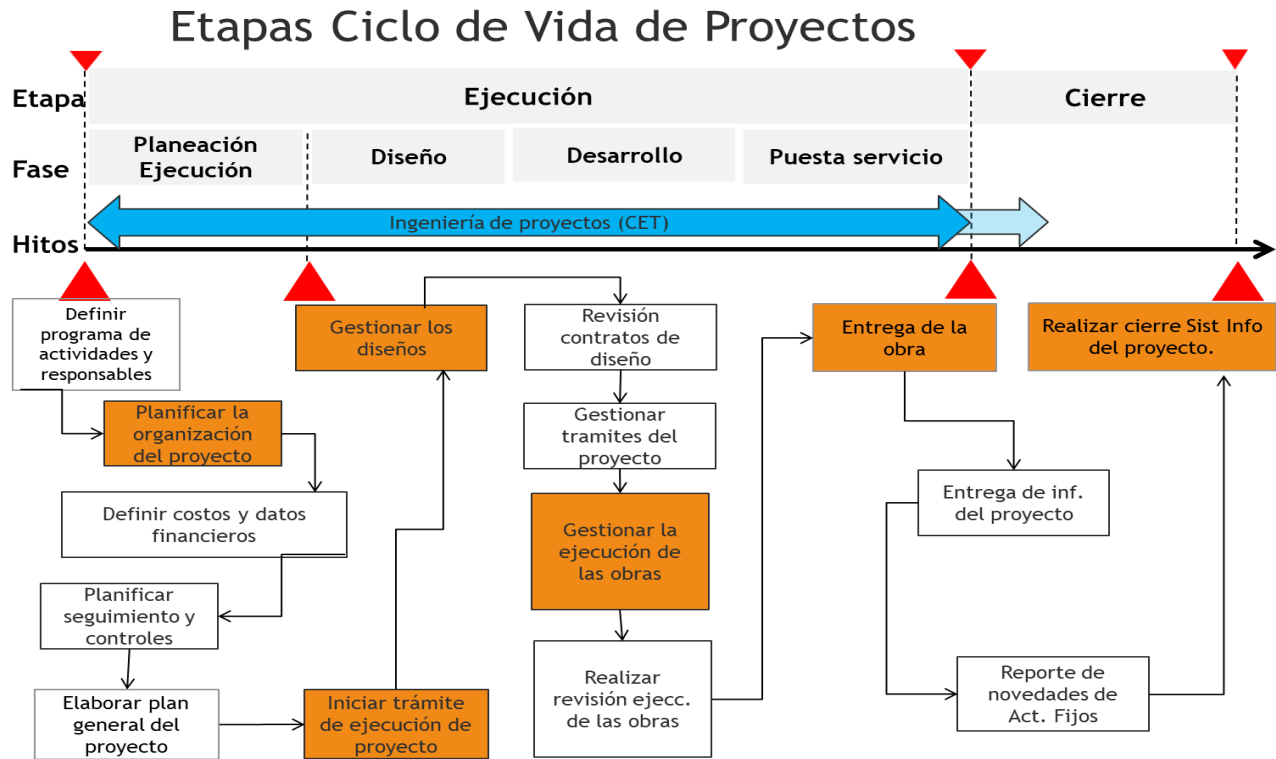 Etapas Ciclo de Vida de Proyectos
Etapa
Ejecución
Cierre
Fase
Planeación
Ejecución
Diseño
Desarrollo
Puesta servicio
Ingeniería de proyectos (CET)
Hitos
Definir
programa de
actividades y
responsables
Planificar la
organización
del proyecto
Definir costos y datos
financieros
Planificar
seguimiento y
controles
Elaborar plan
general del
proyecto
Iniciar trámite
de ejecución de
proyecto
Gestionar los
diseños
Revisión
contratos de
diseño
Gestionar
tramites del
proyecto
Gestionar la
ejecución de
las obras
Realizar
revisión ejecc.
de las obras
Entrega de la
obra
Entrega de inf.
del proyecto
Reporte de
novedades de
Act. Fijos
Realizar cierre Sist Info
del proyecto.